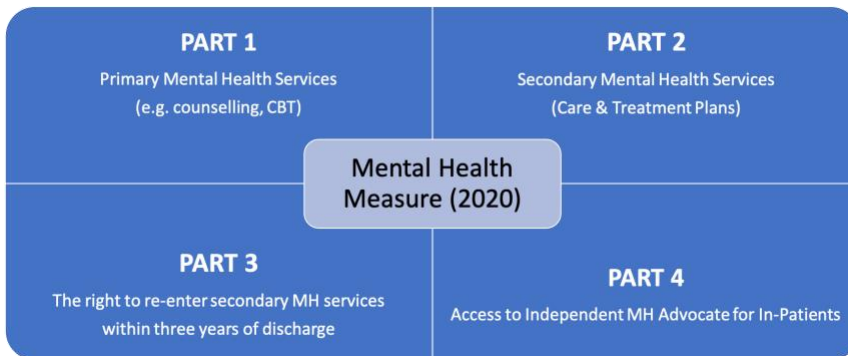 PART 1
Primary Mental Health Services
(e.g. counselling, CBT)
PART 2
Secondary Mental Health Services
(Care & Treatment Plans)
Mental Health
Measure (2020)
PART 3
The right to re-enter secondary MH services
within three years of discharge
PART 4
Access to Independent MH Advocate for In-Patients